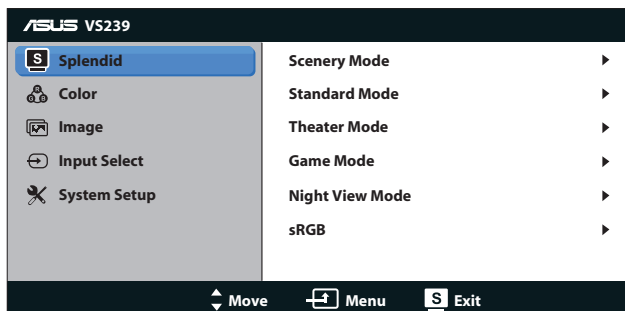 ASUS VS239
S Splendid
R G B Color
Image
Input Select
System Setup
Scenery Mode
Standard Mode
Theater Mode
Game Mode
Night View Mode
sRGB
Move Menu S Exit